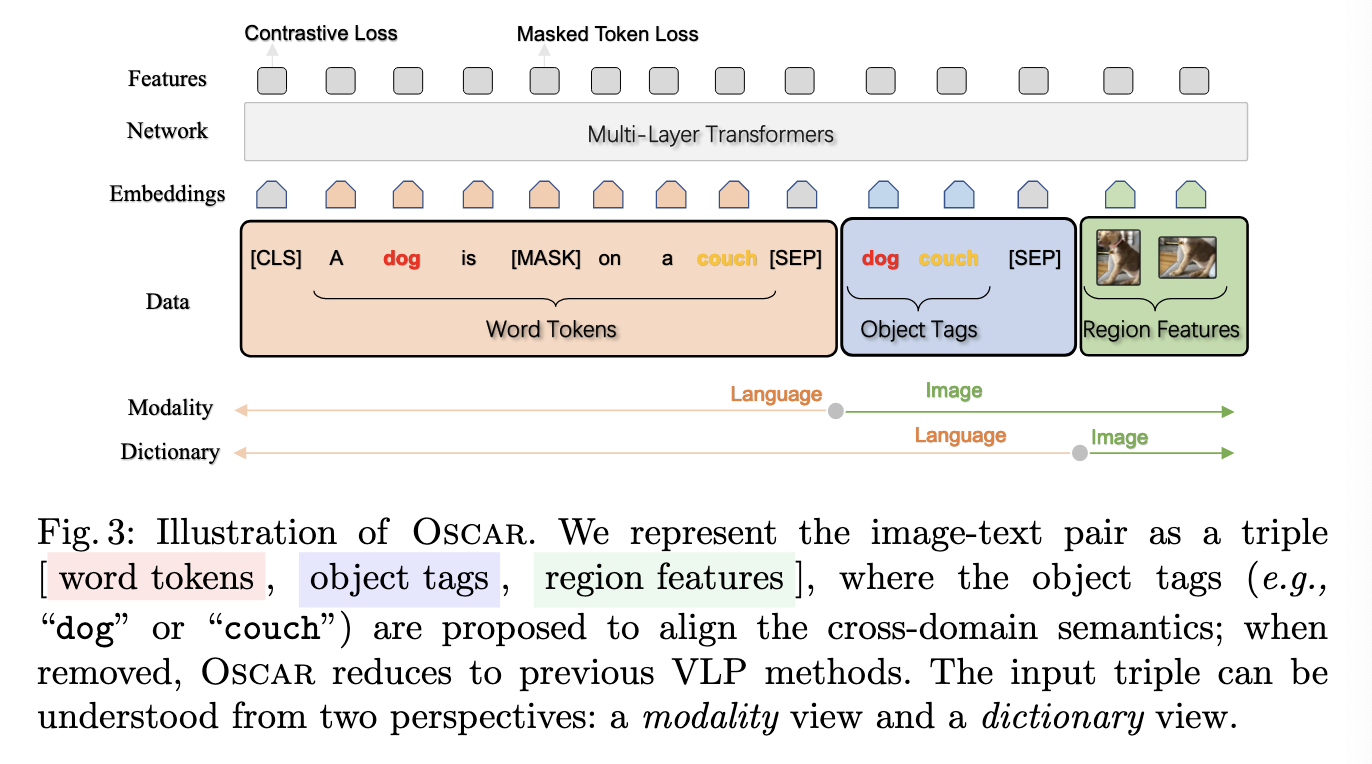 Contrastive Loss Masked Token Loss
Features
Network Multi-Layer Transformers
Embeddings
[CLS] A dog is [MASK] on a couch [SEP] dog couch [SEP]
Data
Word Tokens Object Tags Region Features
Modality Language Image
Dictionary Language Image
Fig. 3: Illustration of OSCAR. We represent the image-text pair as a triple
[ word tokens , object tags , region features ], where the object tags (e.g.,
“dog” or “couch”) are proposed to align the cross-domain semantics; when
removed, OSCAR reduces to previous VLP methods. The input triple can be
understood from two perspectives: a modality view and a dictionary view.